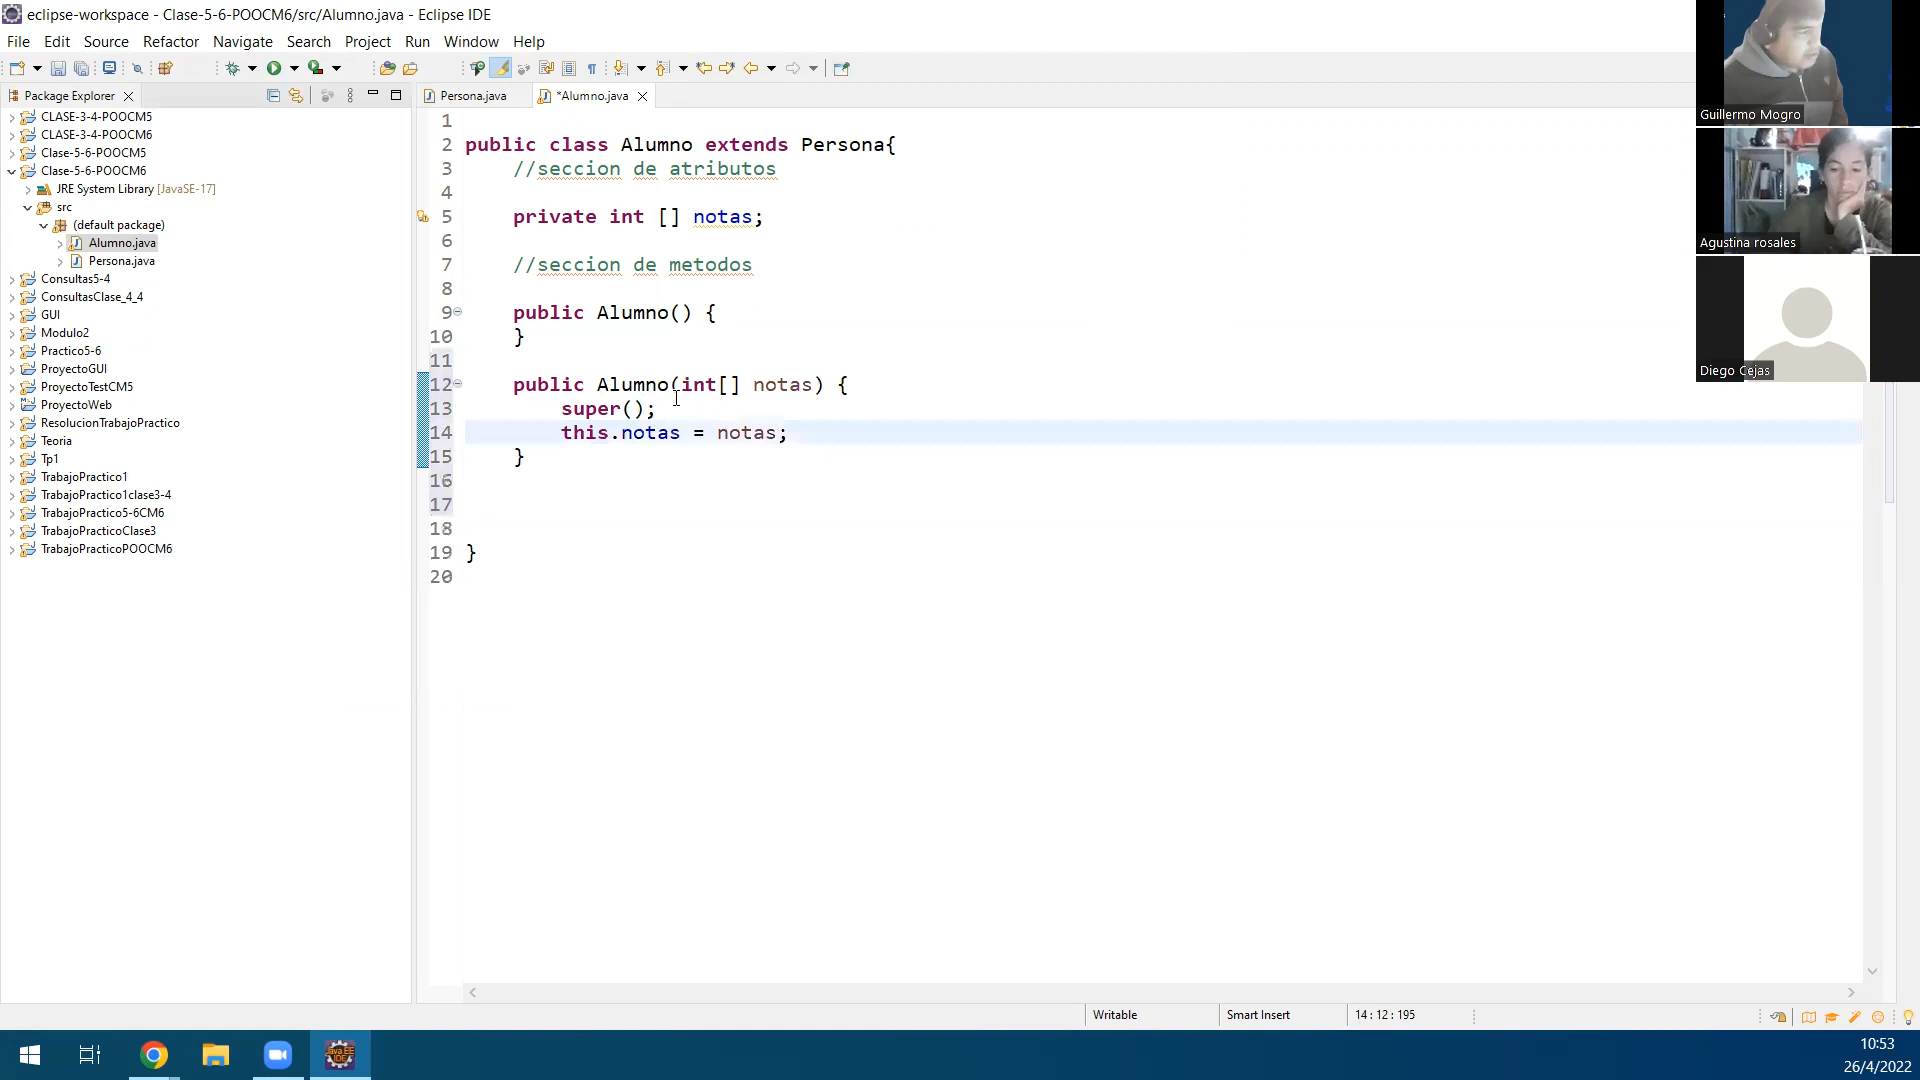 eclipse-workspace - Clase-5-6-POOCM6/src/Alumno.java - Eclipse IDE
File Edit Source Refactor Navigate Search Project Run Window Help
Package Explorer
CLASE-3-4-POOCM5
CLASE-3-4-POOCM6
Clase-5-6-POOCM5
Clase-5-6-POOCM6
JRE System Library [JavaSE-17]
src
(default package)
Alumno.java
Persona.java
Consultas5-4
ConsultasClase_4_4
GUI
Modulo2
Practico5-6
ProyectoGUI
ProyectoTestCM5
ProyectoWeb
ResolucionTrabajoPractico
Teoria
Tp1
TrabajoPractico1
TrabajoPractico1clase3-4
TrabajoPractico5-6CM6
TrabajoPracticoClase3
TrabajoPracticoPOOCM6
Persona.java *Alumno.java
1
2 public class Alumno extends Persona{
3 //seccion de atributos
4
5 private int [] notas;
6
7 //seccion de metodos
8
9 public Alumno() {
10 }
11
12 public Alumno(int[] notas) {
13 super();
14 this.notas = notas;
15 }
16
17
18
19 }
20
Guillermo Mogro
Agustina rosales
Diego Cejas
Writable Smart Insert 14 : 12 : 195
Java EE
IDE
10:53
26/4/2022